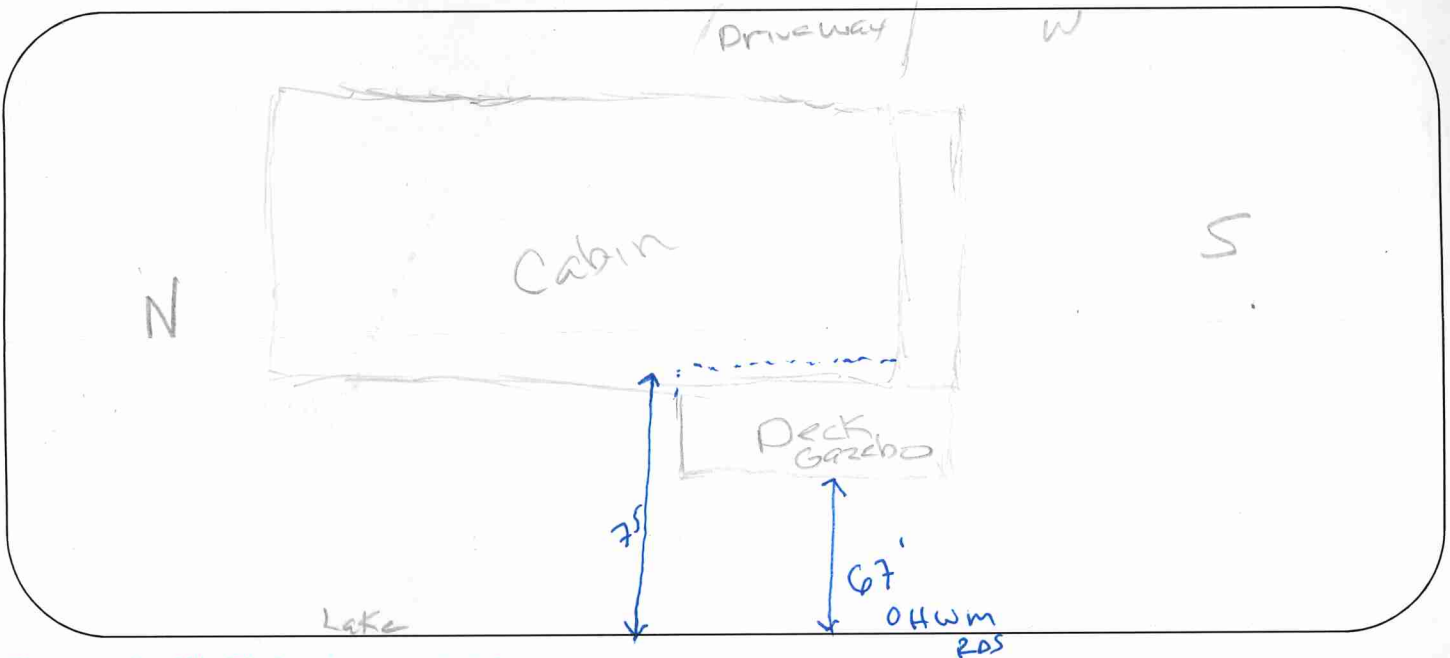 Driveway
W
N
Cabin
S
Deck
Gazebo
75
67'
Lake
OHWM
RDS